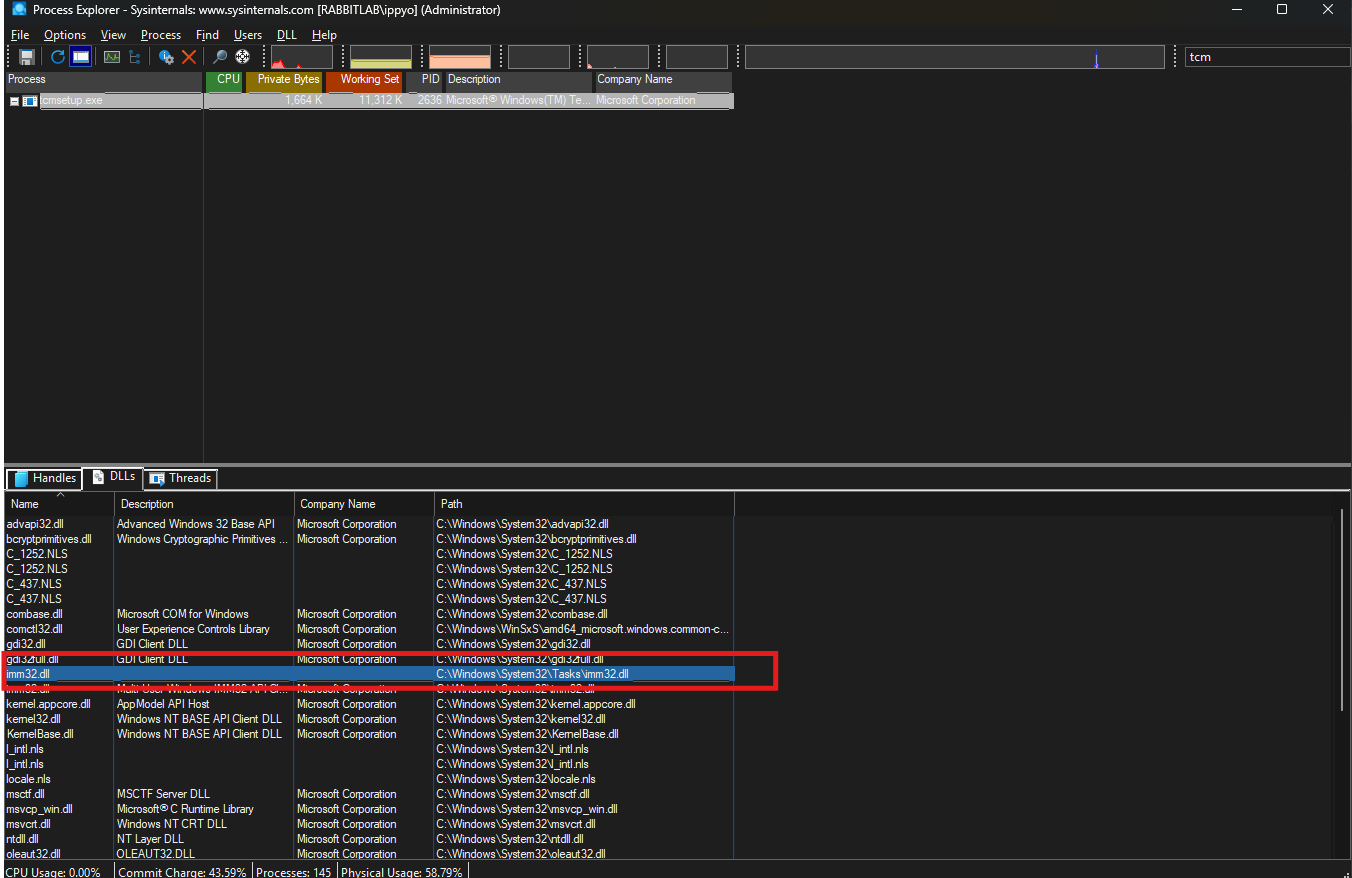 Process Explorer - Sysinternals: www.sysinternals.com [RABBITLAB\ippyo] (Administrator)
File Options View Process Find Users DLL Help
tcm
Process CPU Private Bytes Working Set PID Description Company Name
cmsetup.exe 1,664 K 11,312 K 2636 Microsoft® Windows(TM) Te... Microsoft Corporation
Handles DLLs Threads
Name Description Company Name Path
advapi32.dll Advanced Windows 32 Base API Microsoft Corporation C:\Windows\System32\advapi32.dll
bcryptprimitives.dll Windows Cryptographic Primitives ... Microsoft Corporation C:\Windows\System32\bcryptprimitives.dll
C_1252.NLS C:\Windows\System32\C_1252.NLS
C_1252.NLS C:\Windows\System32\C_1252.NLS
C_437.NLS C:\Windows\System32\C_437.NLS
C_437.NLS C:\Windows\System32\C_437.NLS
combase.dll Microsoft COM for Windows Microsoft Corporation C:\Windows\System32\combase.dll
comctl32.dll User Experience Controls Library Microsoft Corporation C:\Windows\WinSxS\amd64_microsoft.windows.common-c...
gdi32.dll GDI Client DLL Microsoft Corporation C:\Windows\System32\gdi32.dll
gdi32full.dll GDI Client DLL Microsoft Corporation C:\Windows\System32\gdi32full.dll
imm32.dll C:\Windows\System32\Tasks\imm32.dll
imm32.dll Multi-User Windows IMM32 API Cl... Microsoft Corporation C:\Windows\System32\imm32.dll
kernel.appcore.dll AppModel API Host Microsoft Corporation C:\Windows\System32\kernel.appcore.dll
kernel32.dll Windows NT BASE API Client DLL Microsoft Corporation C:\Windows\System32\kernel32.dll
KernelBase.dll Windows NT BASE API Client DLL Microsoft Corporation C:\Windows\System32\KernelBase.dll
l_intl.nls C:\Windows\System32\l_intl.nls
l_intl.nls C:\Windows\System32\l_intl.nls
locale.nls C:\Windows\System32\locale.nls
msctf.dll MSCTF Server DLL Microsoft Corporation C:\Windows\System32\msctf.dll
msvcp_win.dll Microsoft® C Runtime Library Microsoft Corporation C:\Windows\System32\msvcp_win.dll
msvcrt.dll Windows NT CRT DLL Microsoft Corporation C:\Windows\System32\msvcrt.dll
ntdll.dll NT Layer DLL Microsoft Corporation C:\Windows\System32\ntdll.dll
oleaut32.dll OLEAUT32.DLL Microsoft Corporation C:\Windows\System32\oleaut32.dll
CPU Usage: 0.00% Commit Charge: 43.59% Processes: 145 Physical Usage: 58.79%